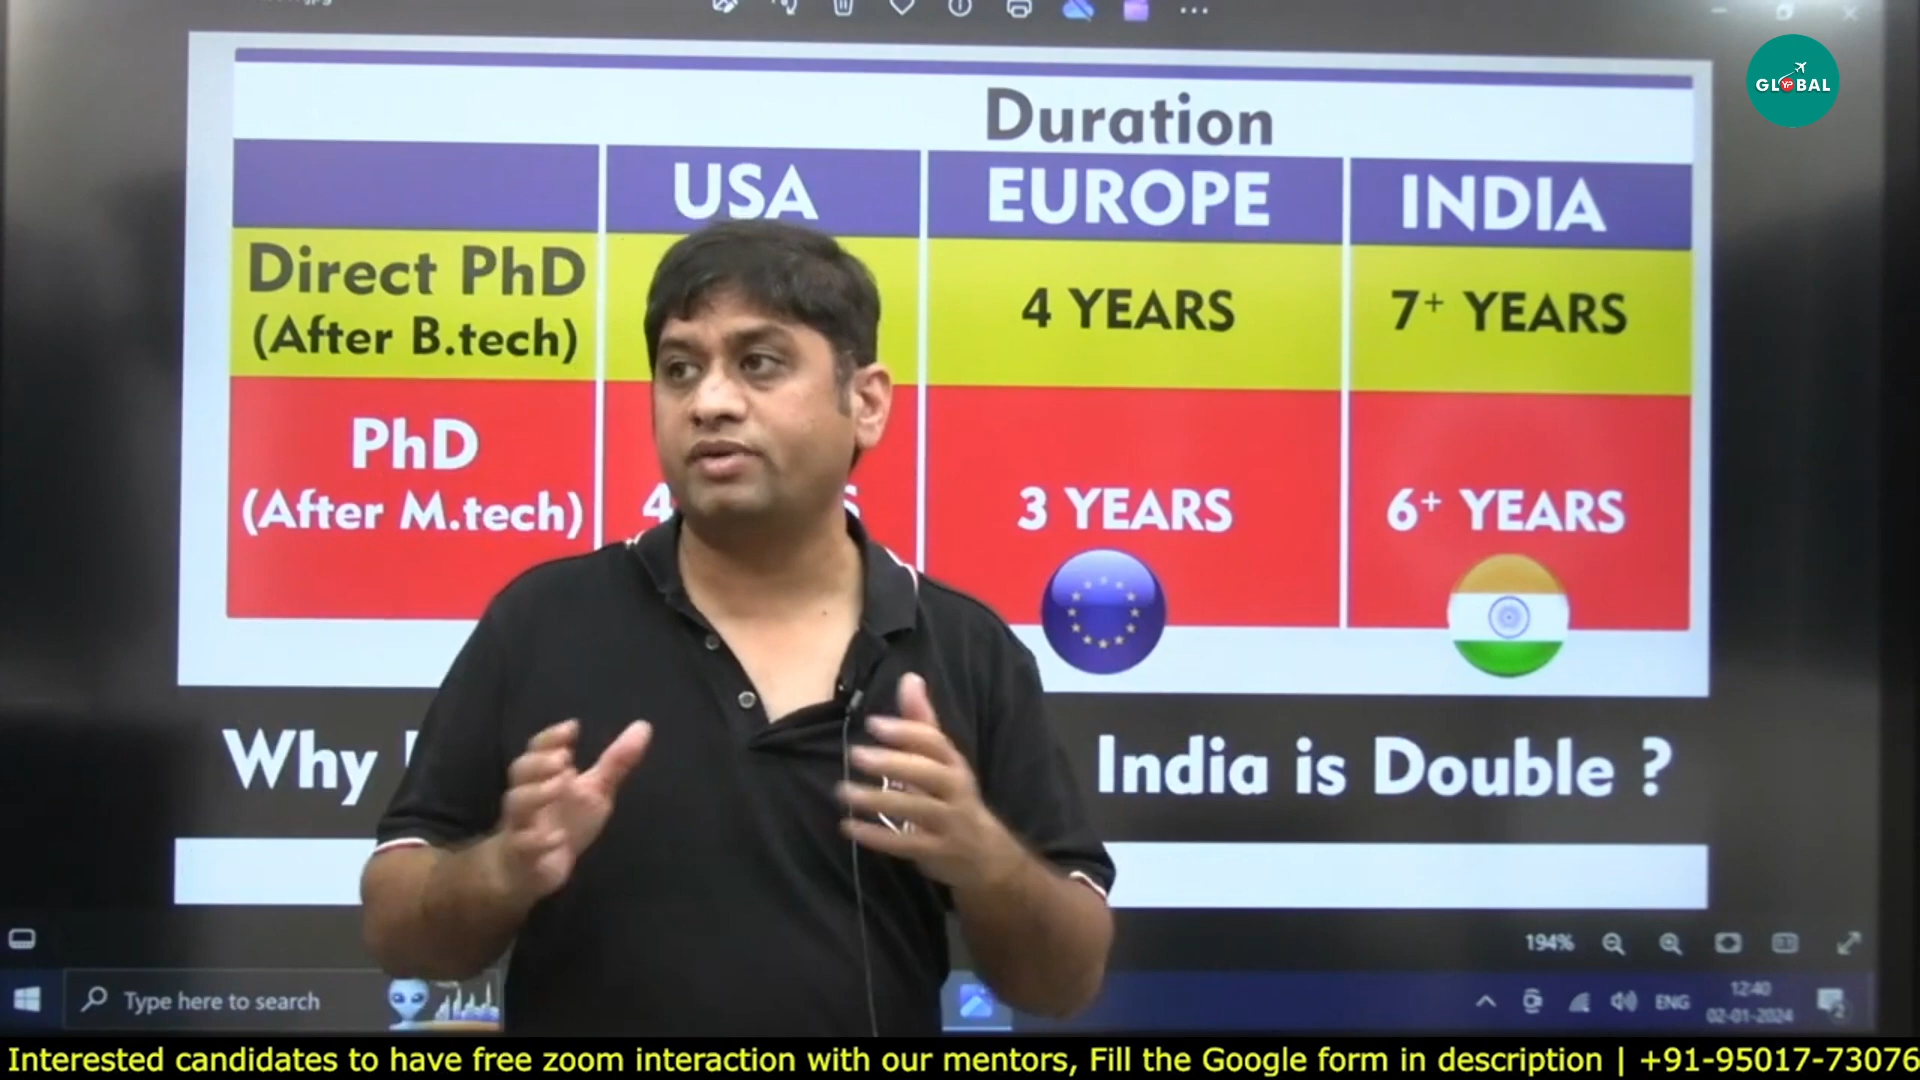 GLOBAL
YP
Duration
USA EUROPE INDIA
Direct PhD
(After B.tech)
4 YEARS
7+ YEARS
PhD
(After M.tech)
3 YEARS
6+ YEARS
Why
India is Double ?
194%
Type here to search
ENG
12:40
02-01-2024
2
Interested candidates to have free zoom interaction with our mentors, Fill the Google form in description | +91-95017-73076